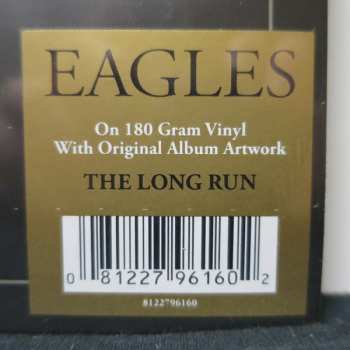 EAGLES
On 180 Gram Vinyl
With Original Album Artwork
THE LONG RUN
0 81227 96160 2
8122796160